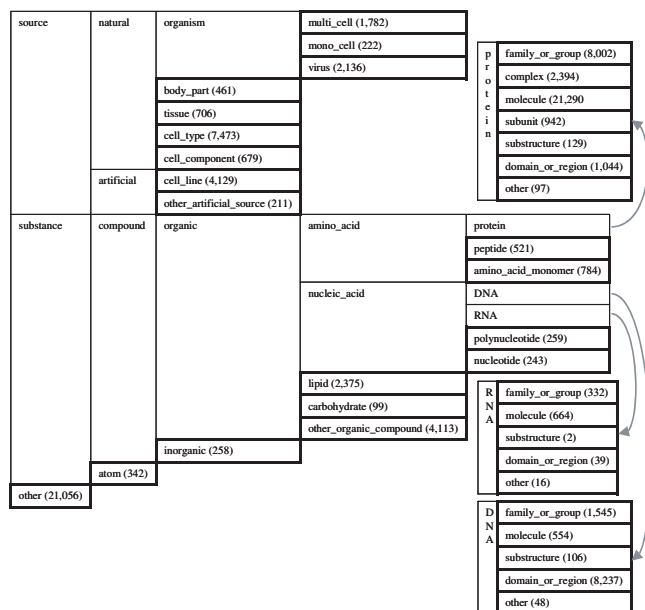 source natural organism multi_cell (1,782)
mono_cell (222)
virus (2,136)
body_part (461)
tissue (706)
cell_type (7,473)
cell_component (679)
artificial cell_line (4,129)
other_artificial_source (211)
protein
family_or_group (8,002)
complex (2,394)
molecule (21,290
subunit (942)
substructure (129)
domain_or_region (1,044)
other (97)
substance compound organic amino_acid protein
peptide (521)
amino_acid_monomer (784)
nucleic_acid DNA
RNA
polynucleotide (259)
nucleotide (243)
lipid (2,375)
carbohydrate (99)
other_organic_compound (4,113)
inorganic (258)
atom (342)
other (21,056)
RNA
family_or_group (332)
molecule (664)
substructure (2)
domain_or_region (39)
other (16)
DNA
family_or_group (1,545)
molecule (554)
substructure (106)
domain_or_region (8,237)
other (48)